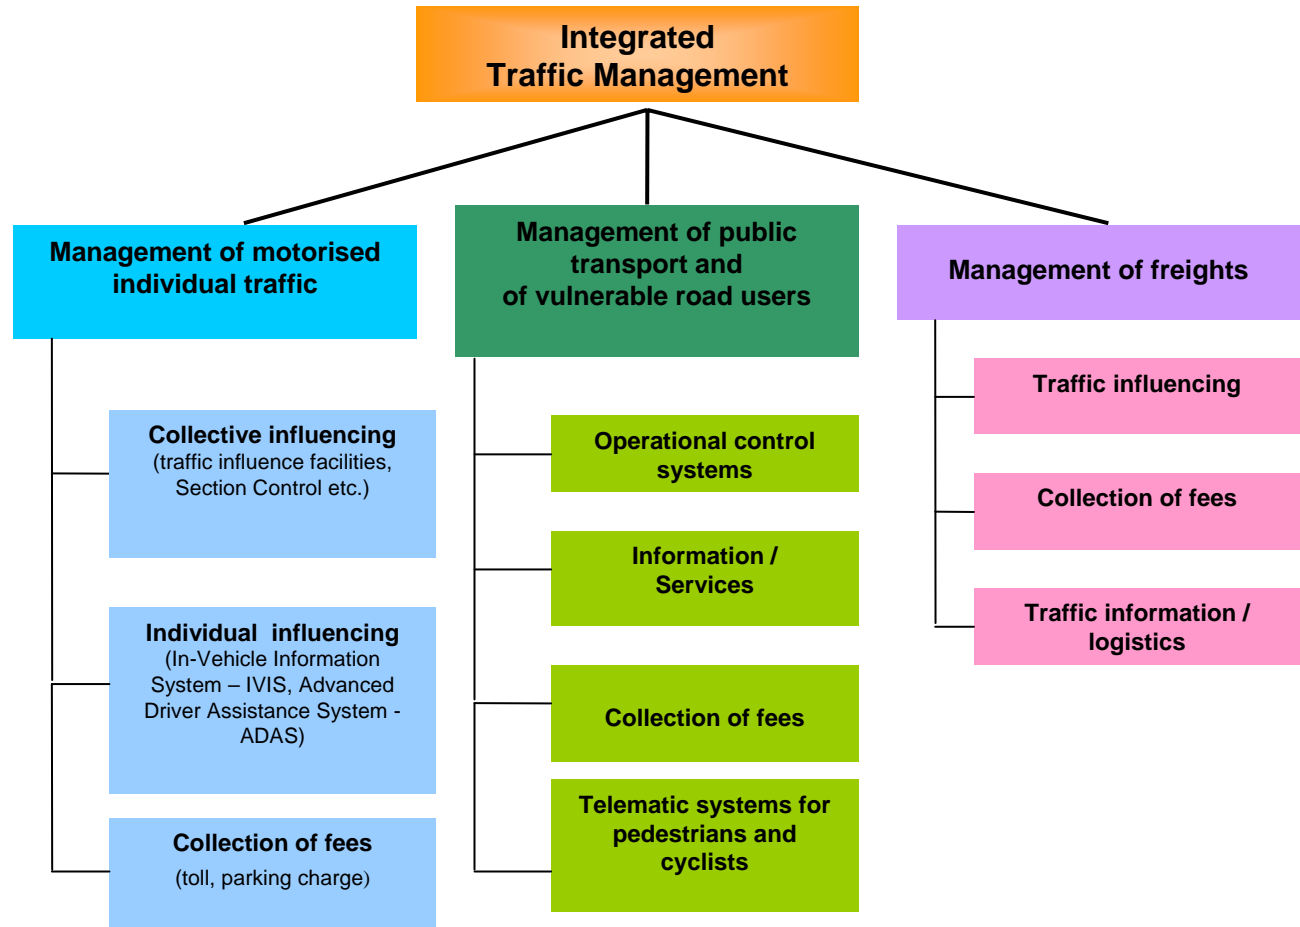 Integrated
Traffic Management
Management of motorised
individual traffic
Collective influencing
(traffic influence facilities,
Section Control etc.)
Individual  influencing
(In-Vehicle Information
System – IVIS, Advanced
Driver Assistance System -
ADAS)
Collection of fees
(toll, parking charge)
Management of public
transport and
of vulnerable road users
Operational control
systems
Information /
Services
Collection of fees
Telematic systems for
pedestrians and
cyclists
Management of freights
Traffic influencing
Collection of fees
Traffic information /
logistics